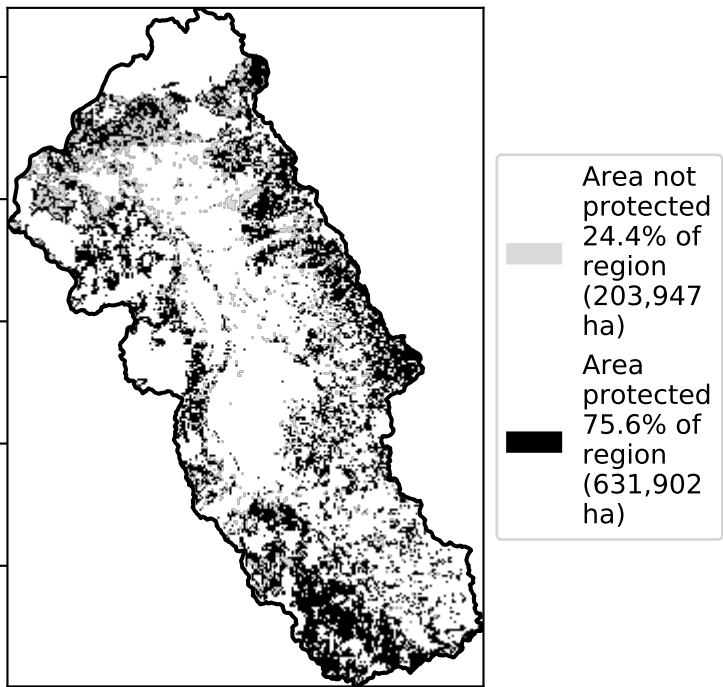 Area not
protected
24.4% of
region
(203,947
ha)
Area
protected
75.6% of
region
(631,902
ha)